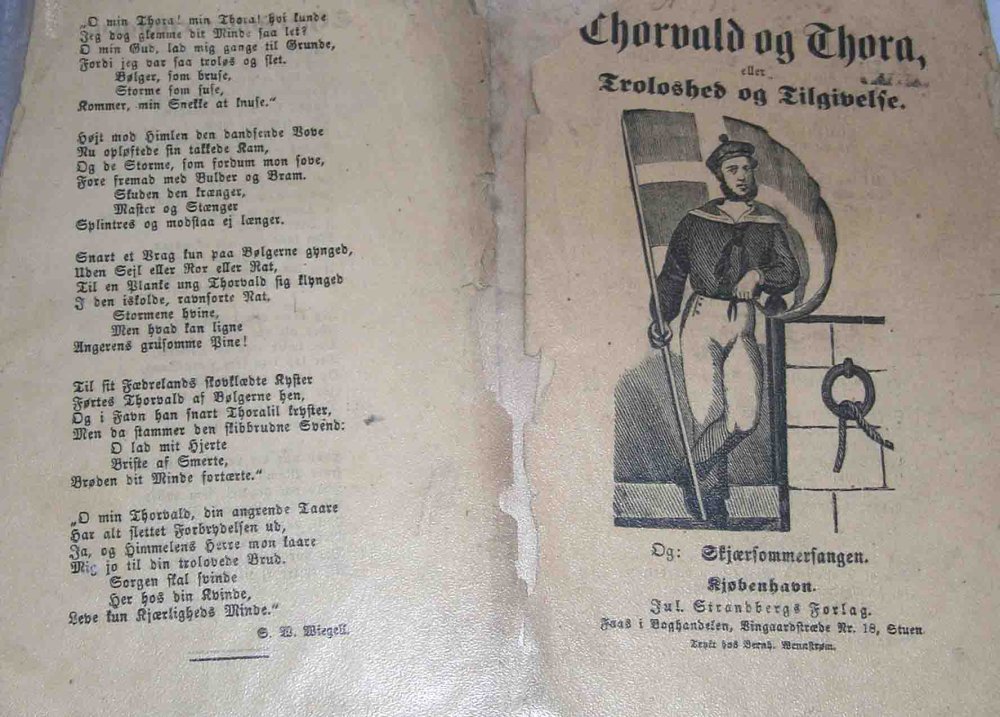 „O min Thora! min Thora! hvi kunde
Jeg dog glemme dit Minde saa let?
O min Gud, lad mig gange til Grunde,
Fordi jeg var saa troløs og slet.
Bølger, som bruse,
Storme som suse,
Kommer, min Snekke at knuse.“
Højt mod Himlen den dandsende Vove
Nu opløftede sin takkede Kam,
Og de Storme, som fordum mon sove,
Fore fremad med Bulder og Bram.
Skuden den krænger,
Master og Stænger
Splintres og modstaa ej længer.
Snart et Vrag kun paa Bølgerne gynged,
Uden Sejl eller Ror eller Rat,
Til en Planke ung Thorvald sig klynged
I den iskolde, ravnsorte Nat.
Stormene hvine,
Men hvad kan ligne
Angerens grusomme Pine!
Til sit Fædrelands skovklædte Kyster
Førtes Thorvald af Bølgerne hen,
Og i Favn han snart Thoralil kryster,
Men da stammer den skibbrudne Svend:
O lad mit Hjerte
Briste af Smerte,
Brøden dit Minde fortærte.“
„O min Thorvald, din angrende Taare
Har alt slettet Forbrydelsen ud,
Ja, og Himmelens Herre mon kaare
Mig jo til din trolovede Brud.
Sorgen skal svinde
Her hos din Kvinde,
Leve kun Kjærligheds Minde.“
S. W. Wiegell.
Thorvald og Thora,
eller
Troloshed og Tilgivelse.
Og: Skjærsommersangen.
Kjøbenhavn.
Jul. Strandbergs Forlag.
Faas i Boghandelen, Vingaardstræde Nr. 18, Stuen.
Trykt hos Bernh. Wennstrøm.